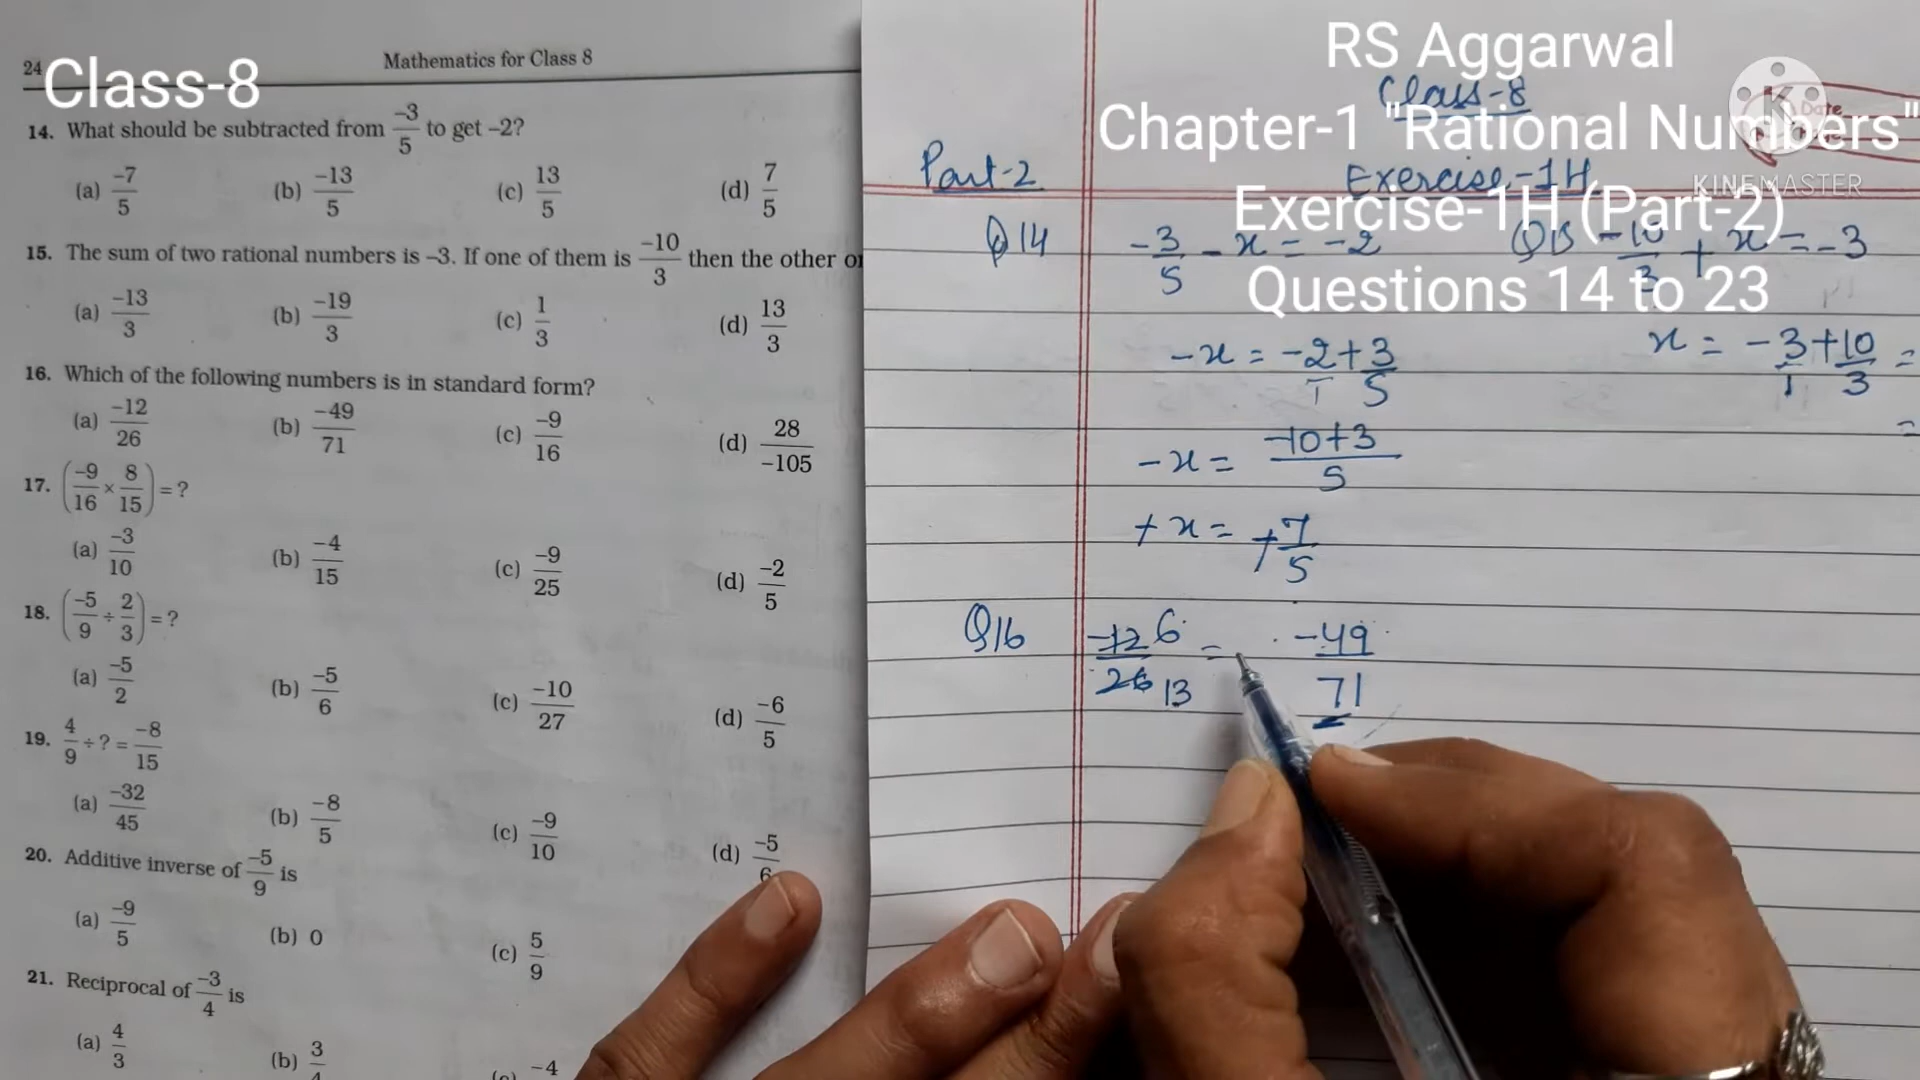 24 Mathematics for Class 8
Class-8
14. What should be subtracted from -3/5 to get -2?
(a) -7/5 (b) -13/5 (c) 13/5 (d) 7/5
15. The sum of two rational numbers is -3. If one of them is -10/3 then the other
(a) -13/3 (b) -19/3 (c) 1/3 (d) 13/3
16. Which of the following numbers is in standard form?
(a) -12/26 (b) -49/71 (c) -9/16 (d) 28/-105
17. (-9/16 × 8/15) = ?
(a) -3/10 (b) -4/15 (c) -9/25 (d) -2/5
18. (-5/9 ÷ 2/3) = ?
(a) -5/2 (b) -5/6 (c) -10/27 (d) -6/5
19. 4/9 ÷ ? = -8/15
(a) -32/45 (b) -8/5 (c) -9/10 (d) -5/6
20. Additive inverse of -5/9 is
(a) -9/5 (b) 0 (c) 5/9
21. Reciprocal of -3/4 is
(a) 4/3 (b) 3/4 -4
RS Aggarwal
Class-8
Chapter-1 "Rational Numbers"
Date
Part-2 Exercise-1H
KINEMASTER
Exercise-1H (Part-2)
Q14 -3/5 - x = -2 Q15 -10/3 + x = -3
Questions 14 to 23
-x = -2/1 + 3/5 x = -3/1 + 10/3 =
-x = -10+3/5 =
+x = +7/5
Q16 -12/26 6/13 = -49/71